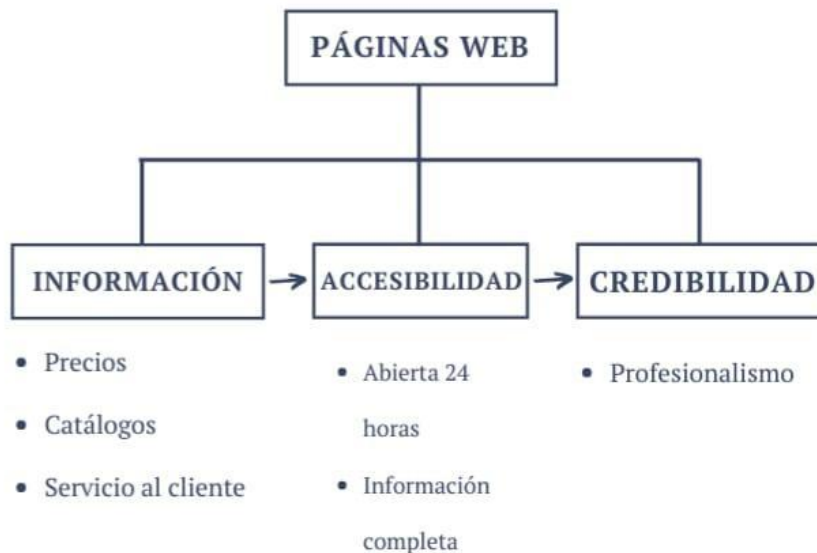 PÁGINAS WEB
INFORMACIÓN
ACCESIBILIDAD
CREDIBILIDAD
• Precios
• Catálogos
• Servicio al cliente
• Abierta 24
horas
• Información
completa
• Profesionalismo